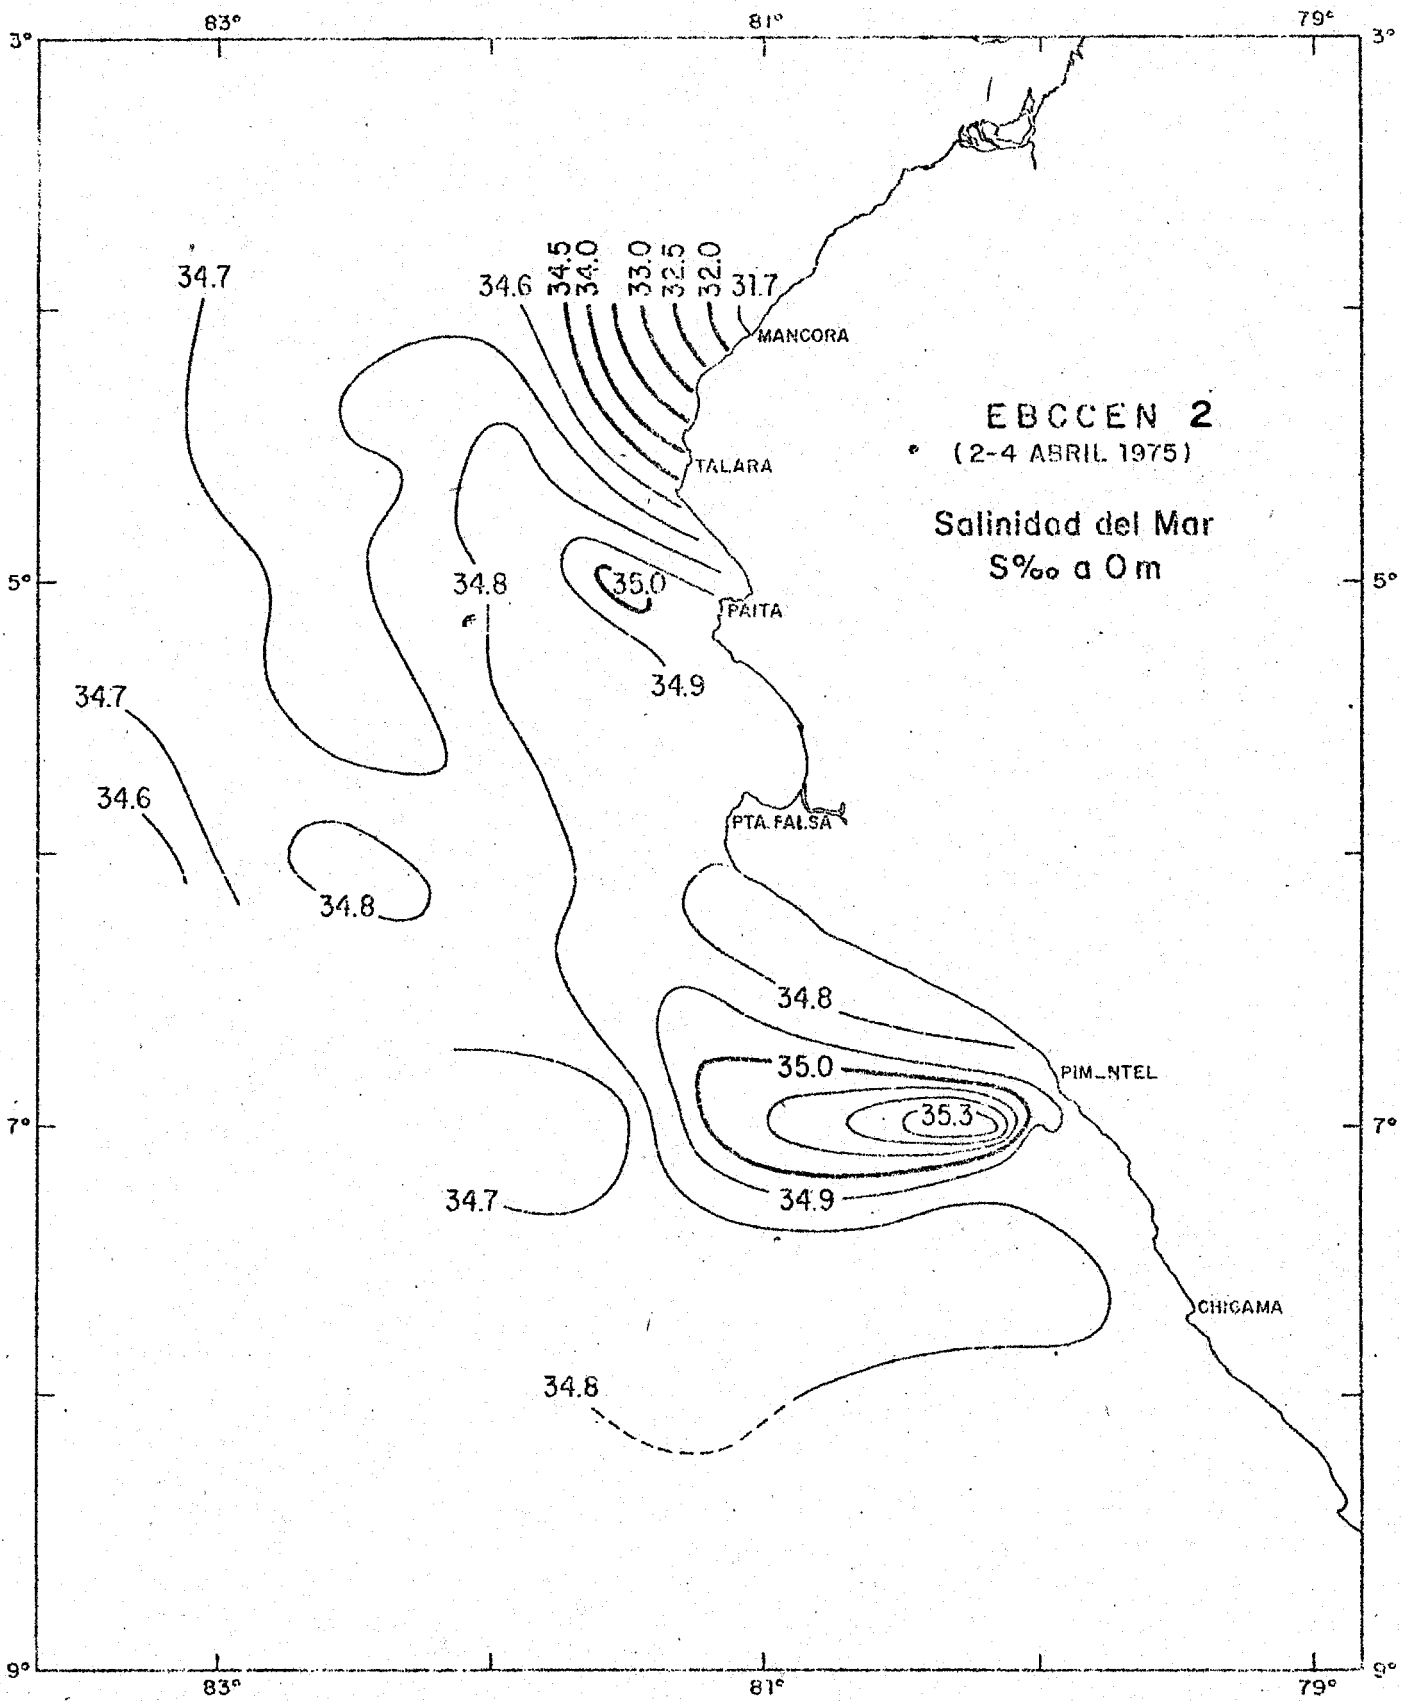 83° 81° 79°
3° 3°
34.7 34.6 34.5 34.0 33.0 32.5 32.0 31.7
MANCORA
EBCCEN 2
(2-4 ABRIL 1975)
TALARA
Salinidad del Mar
S‰ a 0m
5° 34.8 35.0 5°
PAITA
34.7 34.9
34.6
PTA. FALSA
34.8
34.8
35.0 PIM_NTEL
7° 35.3 7°
34.7 34.9
CHICAMA
34.8
9° 9°
83° 81° 79°